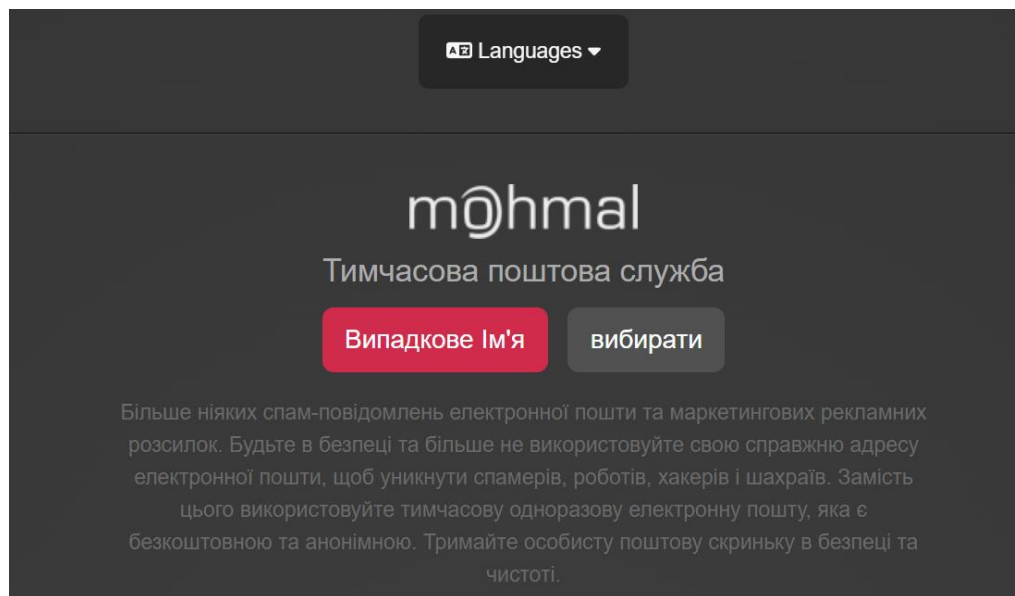 Languages
m@hmal
Тимчасова поштова служба
Випадкове Ім'я
вибирати
Більше ніяких спам-повідомлень електронної пошти та маркетингових рекламних
розсилок. Будьте в безпеці та більше не використовуйте свою справжню адресу
електронної пошти, щоб уникнути спамерів, роботів, хакерів і шахраїв. Замість
цього використовуйте тимчасову одноразову електронну пошту, яка є
безкоштовною та анонімною. Тримайте особисту поштову скриньку в безпеці та
чистоті.